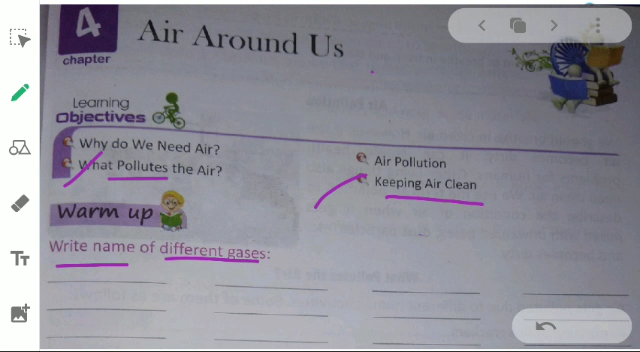 4
chapter
Air Around Us
Learning
Objectives
Why do We Need Air?
What Pollutes the Air?
Air Pollution
Keeping Air Clean
Warm up
Write name of different gases: